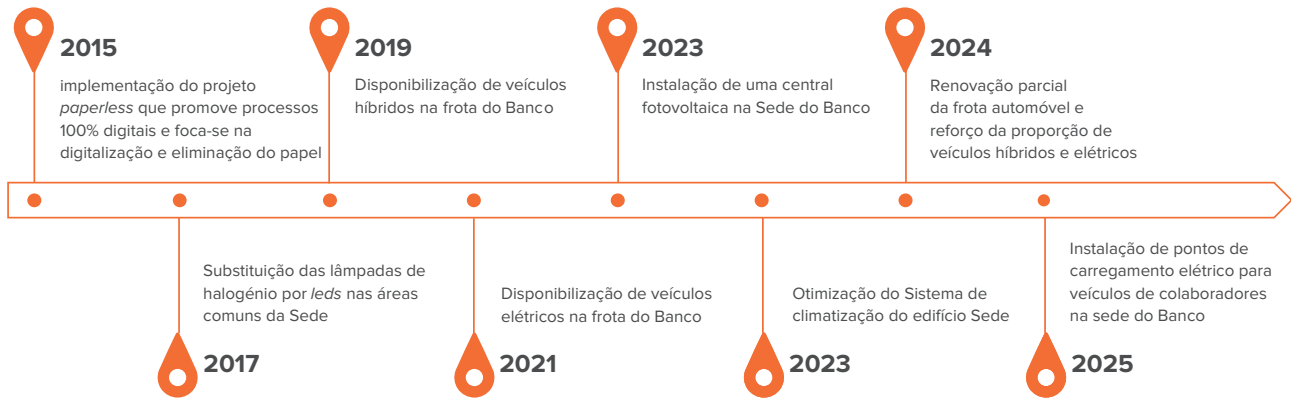 2015
implementação do projeto
paperless que promove processos
100% digitais e foca-se na
digitalização e eliminação do papel
2017
Substituição das lâmpadas de
halogénio por leds nas áreas
comuns da Sede
2019
Disponibilização de veículos
híbridos na frota do Banco
2021
Disponibilização de veículos
elétricos na frota do Banco
2023
Instalação de uma central
fotovoltaica na Sede do Banco
2023
Otimização do Sistema de
climatização do edifício Sede
2024
Renovação parcial
da frota automóvel e
reforço da proporção de
veículos híbridos e elétricos
2025
Instalação de pontos de
carregamento elétrico para
veículos de colaboradores
na sede do Banco